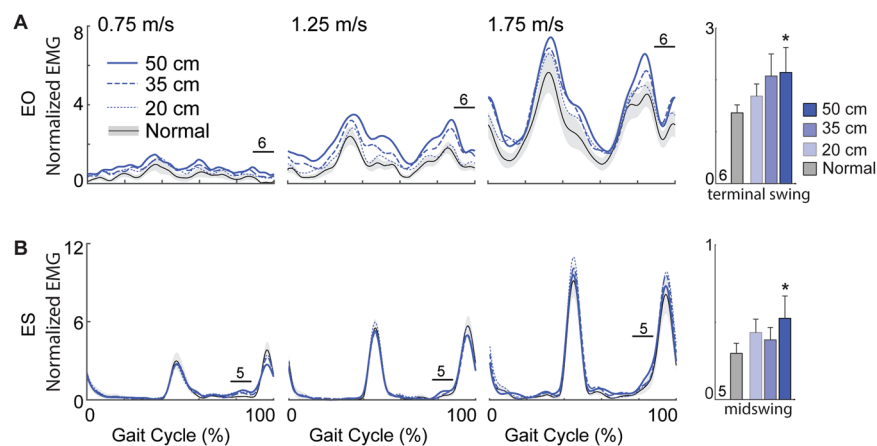 A
0.75 m/s
1.25 m/s
1.75 m/s
EO
Normalized EMG
8
4
0
50 cm
35 cm
20 cm
Normal
6
6
6
3
*
0
6
terminal swing
50 cm
35 cm
20 cm
Normal
B
ES
Normalized EMG
12
6
0
5
5
5
0
100
0
100
0
100
Gait Cycle (%)
Gait Cycle (%)
Gait Cycle (%)
1
*
0
5
midswing